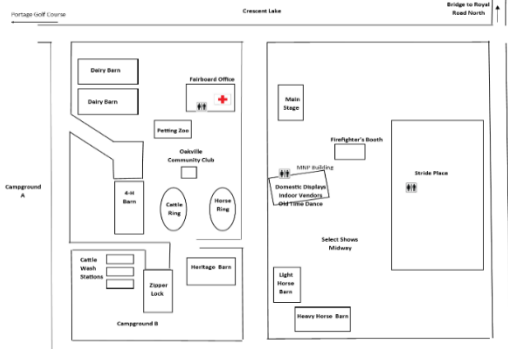 Portage Golf Course
Crescent Lake
Bridge to Royal
Road North
Dairy Barn
Dairy Barn
Fairboard Office
Petting Zoo
Oakville
Community Club
Main
Stage
Firefighter's Booth
MNP Building
Domestic Displays
Indoor Vendors
Old Time Dance
Stride Place
Campground
A
4-H
Barn
Cattle
Ring
Horse
Ring
Select Shows
Midway
Cattle
Wash
Stations
Zipper
Lock
Heritage Barn
Light
Horse
Barn
Heavy Horse Barn
Campground B